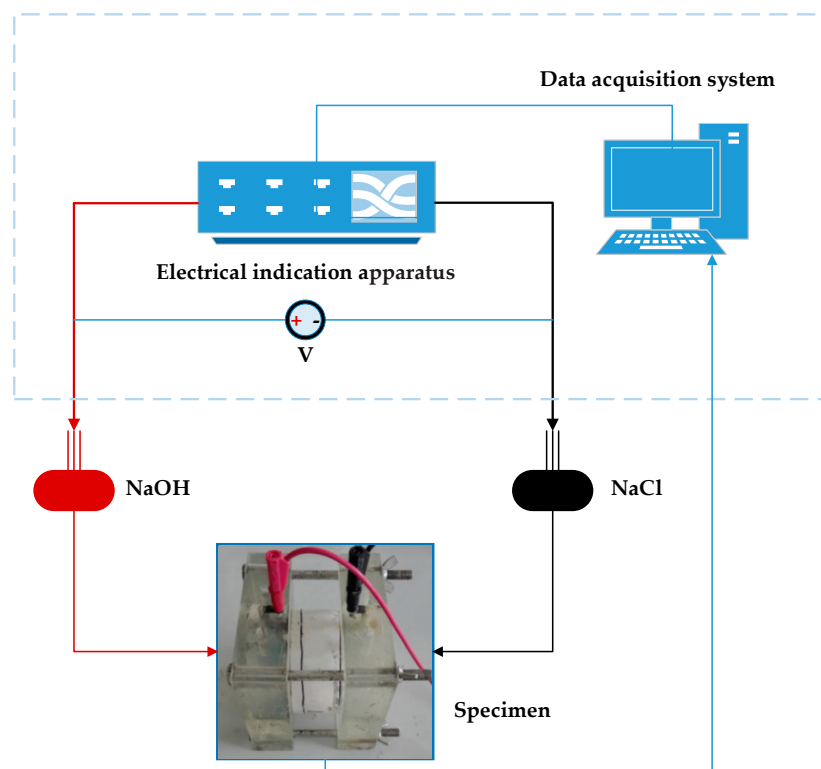 Data acquisition system
Electrical indication apparatus
+ -
V
NaOH
NaCl
Specimen